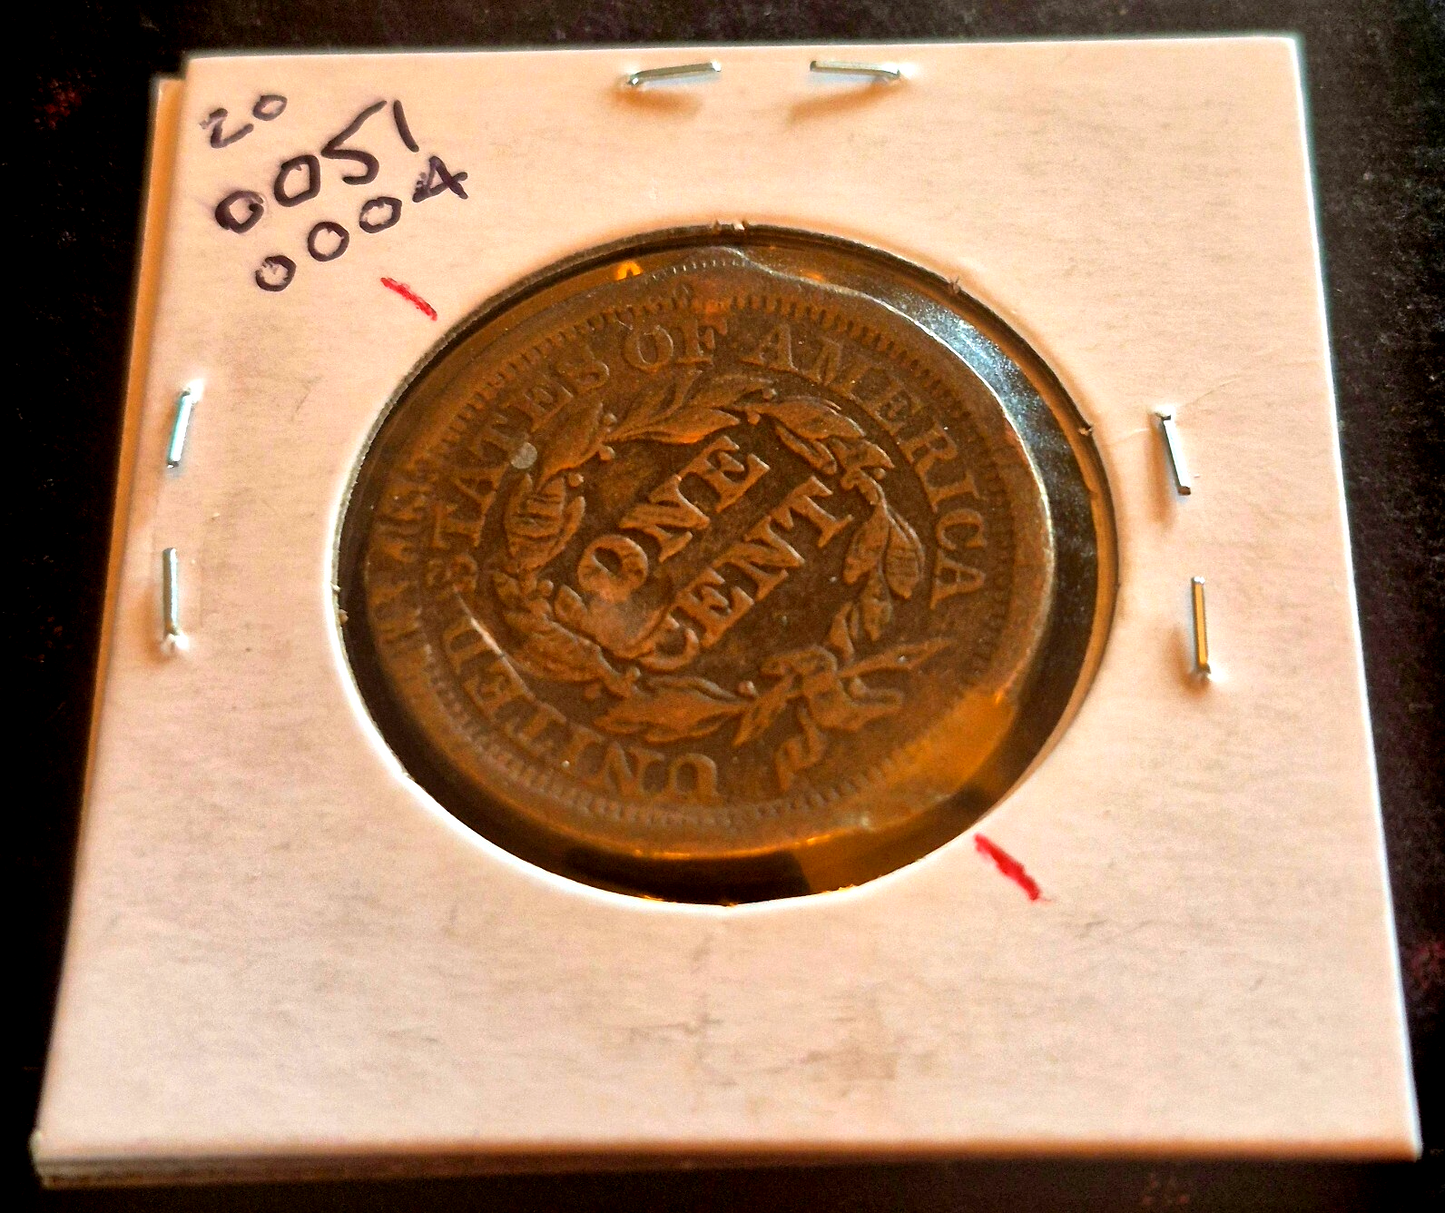 20
0051
0004
UNITED STATES OF AMERICA
ONE
CENT